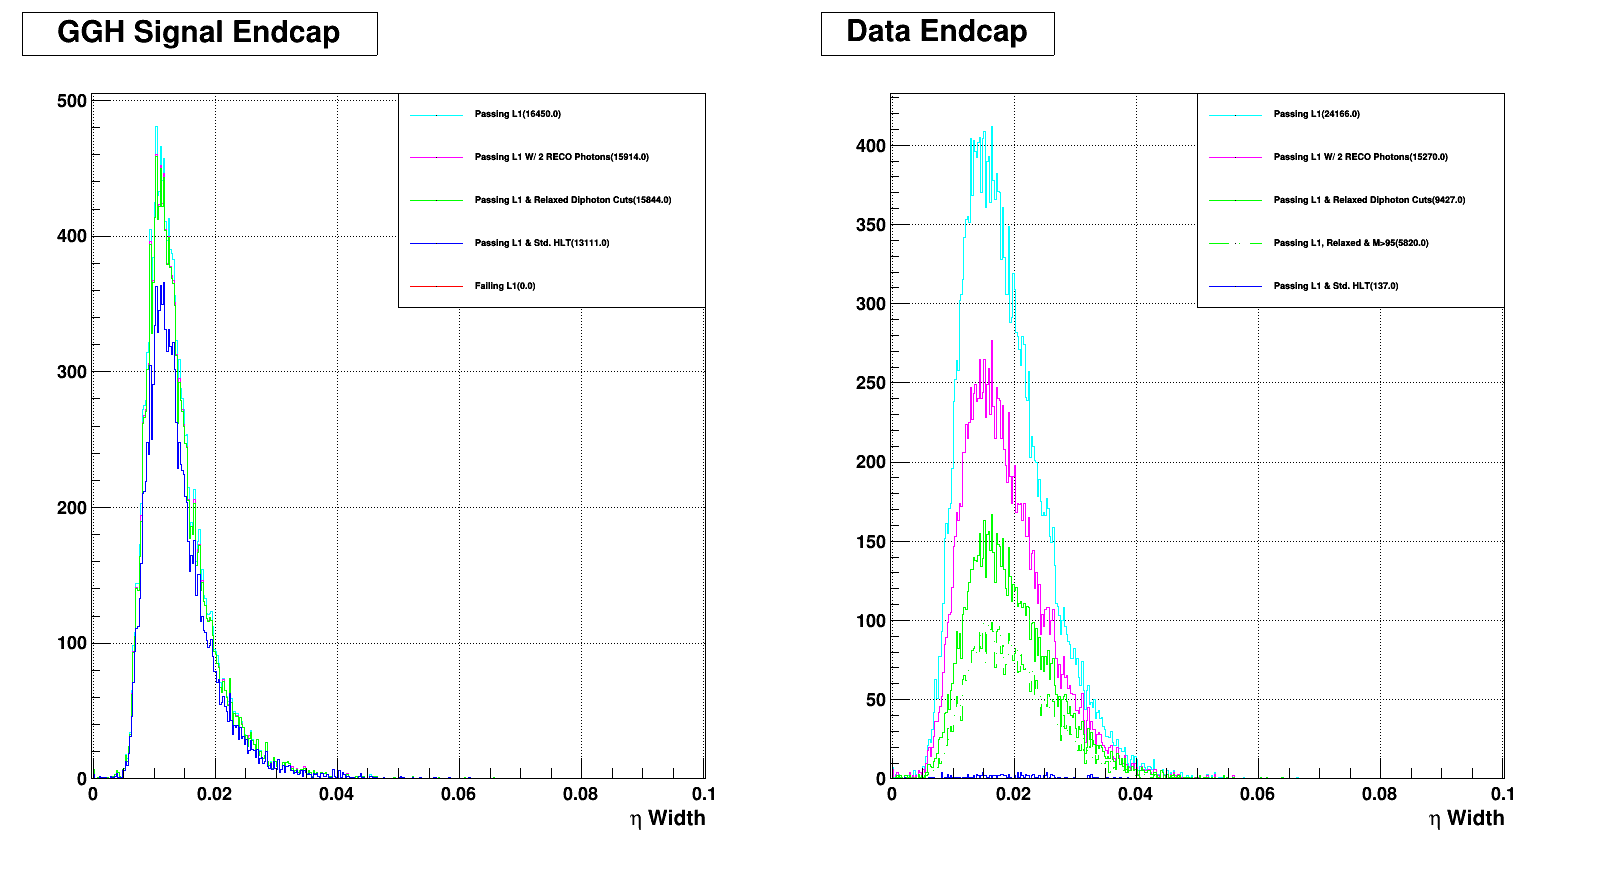 GGH Signal Endcap
500
400
300
200
100
0
0 0.02 0.04 0.06 0.08 0.1
η Width
Passing L1(16450.0)
Passing L1 W/ 2 RECO Photons(15914.0)
Passing L1 & Relaxed Diphoton Cuts(15844.0)
Passing L1 & Std. HLT(13111.0)
Failing L1(0.0)
Data Endcap
400
350
300
250
200
150
100
50
0
0 0.02 0.04 0.06 0.08 0.1
η Width
Passing L1(24166.0)
Passing L1 W/ 2 RECO Photons(15270.0)
Passing L1 & Relaxed Diphoton Cuts(9427.0)
Passing L1, Relaxed & M>95(5820.0)
Passing L1 & Std. HLT(137.0)